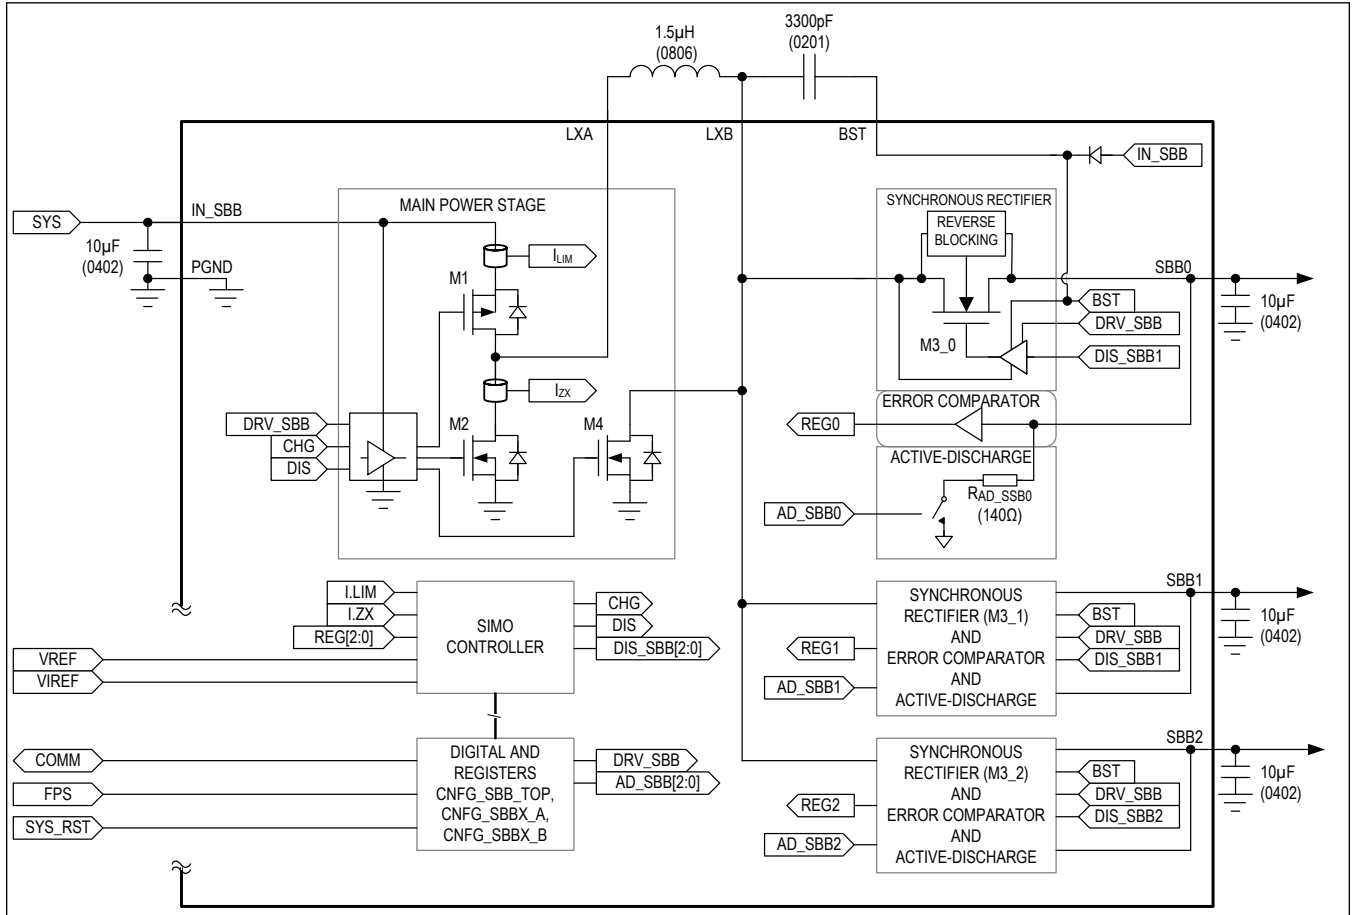 1.5µH
(0806)
3300pF
(0201)
LXA
LXB
BST
IN_SBB
SYS
IN_SBB
10µF
(0402)
PGND
MAIN POWER STAGE
ILIM
M1
IZX
M2
M4
DRV_SBB
CHG
DIS
SYNCHRONOUS RECTIFIER
REVERSE
BLOCKING
M3_0
BST
DRV_SBB
DIS_SBB1
SBB0
10µF
(0402)
ERROR COMPARATOR
REG0
ACTIVE-DISCHARGE
RAD_SSB0
(140Ω)
AD_SBB0
I.LIM
I.ZX
REG[2:0]
VREF
VIREF
SIMO
CONTROLLER
CHG
DIS
DIS_SBB[2:0]
REG1
AD_SBB1
SYNCHRONOUS
RECTIFIER (M3_1)
AND
ERROR COMPARATOR
AND
ACTIVE-DISCHARGE
BST
DRV_SBB
DIS_SBB1
SBB1
10µF
(0402)
COMM
FPS
SYS_RST
DIGITAL AND
REGISTERS
CNFG_SBB_TOP,
CNFG_SBBX_A,
CNFG_SBBX_B
DRV_SBB
AD_SBB[2:0]
REG2
AD_SBB2
SYNCHRONOUS
RECTIFIER (M3_2)
AND
ERROR COMPARATOR
AND
ACTIVE-DISCHARGE
BST
DRV_SBB
DIS_SBB2
SBB2
10µF
(0402)